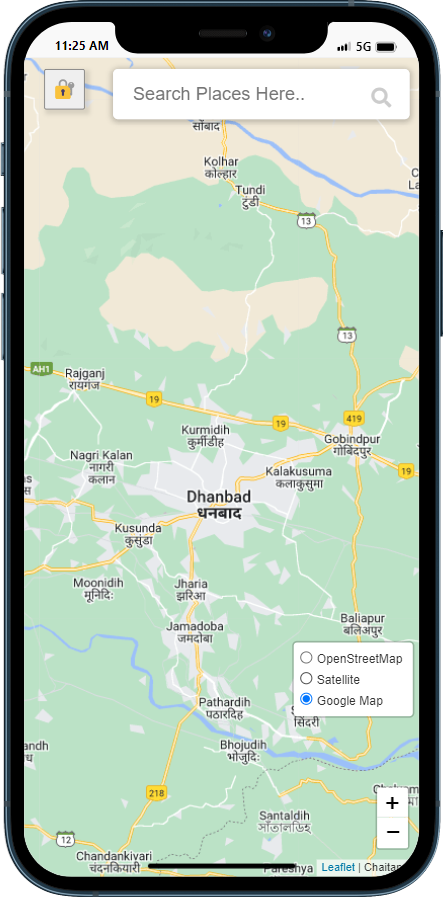 11:25 AM
5G
Search Places Here..
सोंबाद
Kolhar
कोल्हार
Tundi
टुंडी
13
13
AH1
Rajganj
रायगंज
19
19
419
Kurmidih
कुर्मीडीह
Gobindpur
गोबिंदपुर
Nagri Kalan
नागरी
कलान
Kalakusuma
कलाकुसुमा
19
Dhanbad
धनबाद
Kusunda
कुसुंडा
Moonidih
मूनिदिः
Jharia
झरिआ
Jamadoba
जमदोबा
Baliapur
बलिअपुर
OpenStreetMap
Satellite
Google Map
Pathardih
पठारदिह
सिंदरी
Bhojudih
भोजुदिः
218
+
−
Santaldih
সাঁতালডিহ
12
Chandankivari
चंदनकियारी
Leaflet | Chaitan